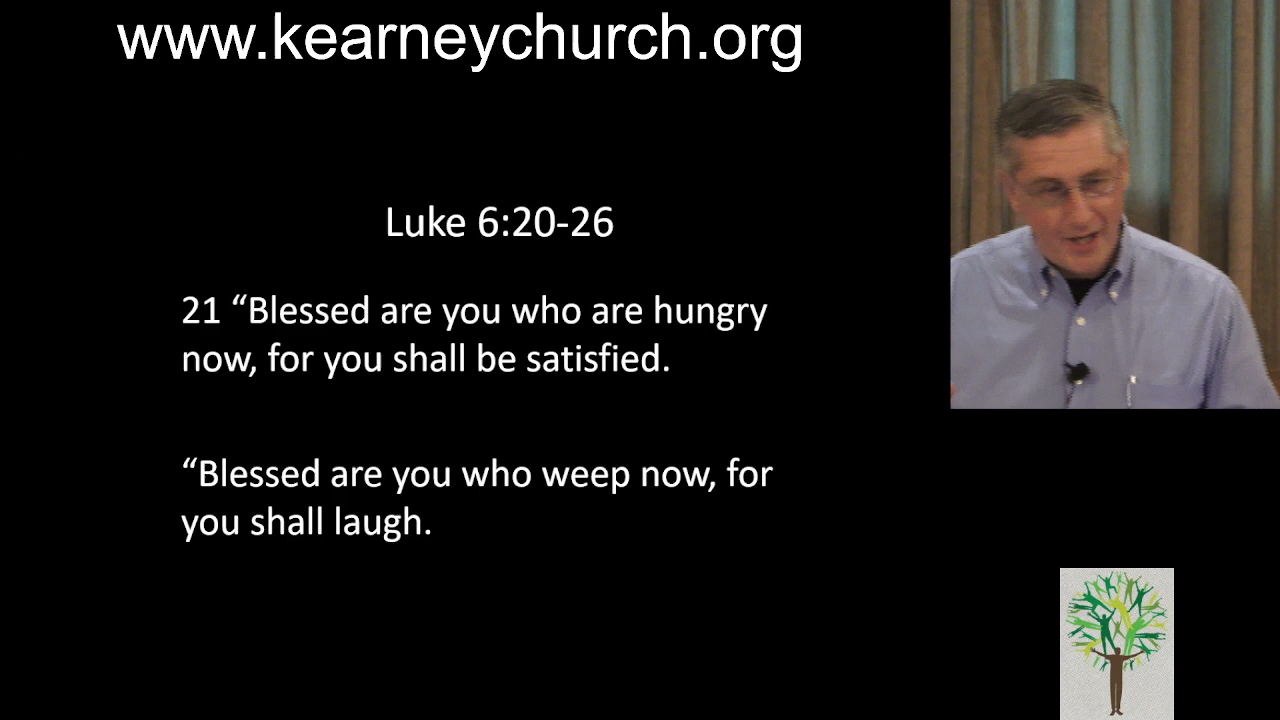 www.kearneychurch.org
Luke 6:20-26
21 “Blessed are you who are hungry
now, for you shall be satisfied.
“Blessed are you who weep now, for
you shall laugh.